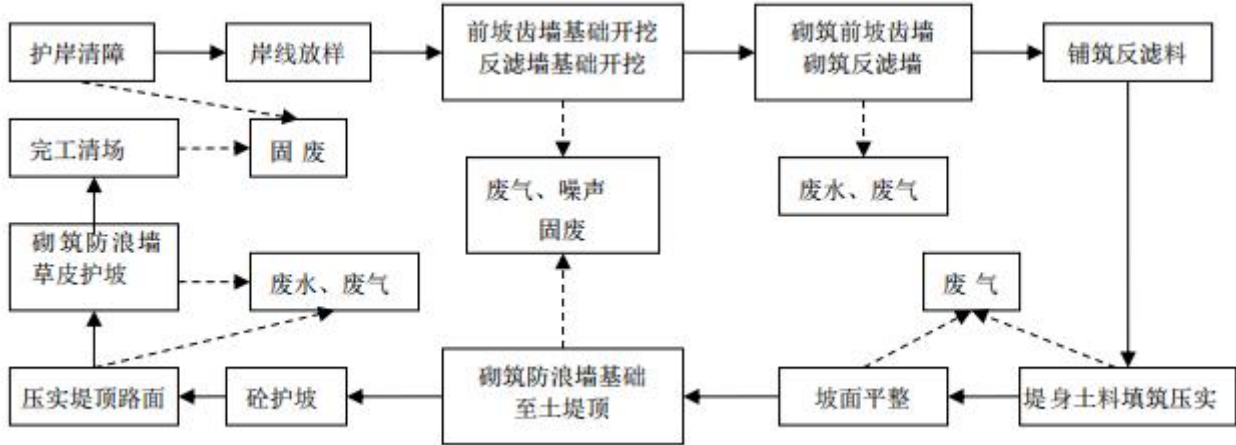 护岸清障
岸线放样
前坡齿墙基础开挖
反滤墙基础开挖
砌筑前坡齿墙
砌筑反滤墙
铺筑反滤料
完工清场
固 废
废气、噪声
固废
废水、废气
砌筑防浪墙
草皮护坡
废水、废气
废 气
压实堤顶路面
砼护坡
砌筑防浪墙基础
至土堤顶
坡面平整
堤身土料填筑压实